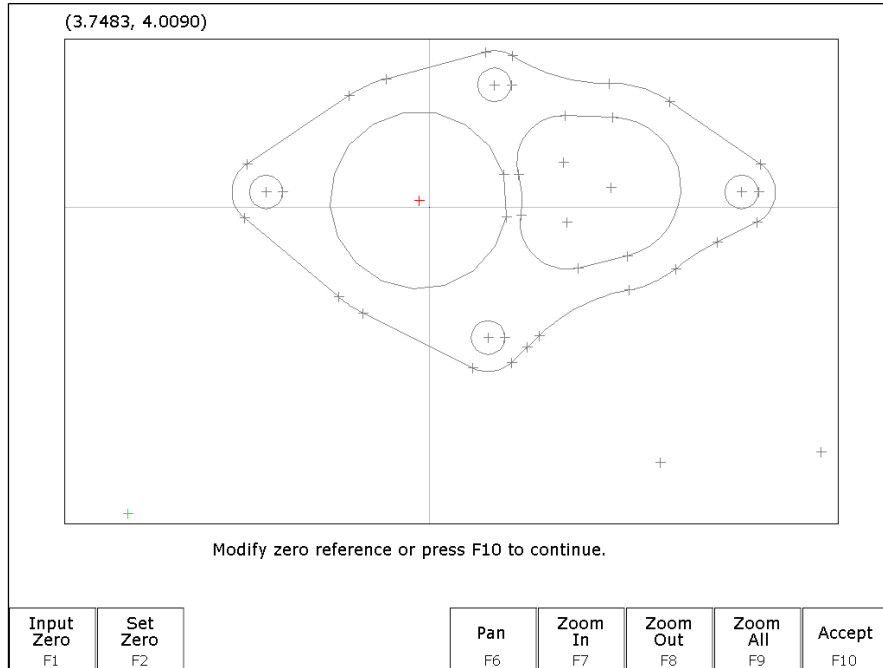 (3.7483, 4.0090)
Modify zero reference or press F10 to continue.
Input Zero F1
Set Zero F2
Pan F6
Zoom In F7
Zoom Out F8
Zoom All F9
Accept F10